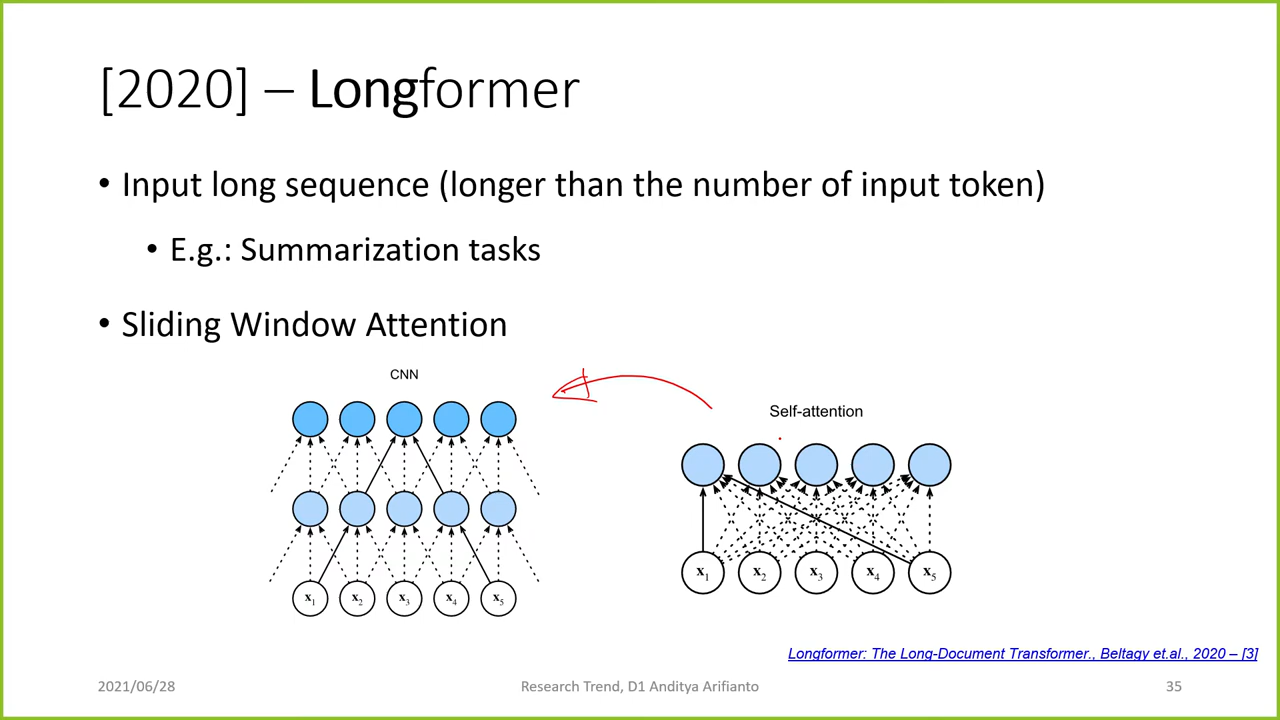 [2020] – Longformer
• Input long sequence (longer than the number of input token)
• E.g.: Summarization tasks
• Sliding Window Attention
CNN
Self-attention
x1 x2 x3 x4 x5
x1 x2 x3 x4 x5
Longformer: The Long-Document Transformer., Beltagy et.al., 2020 – [3]
2021/06/28
Research Trend, D1 Anditya Arifianto
35